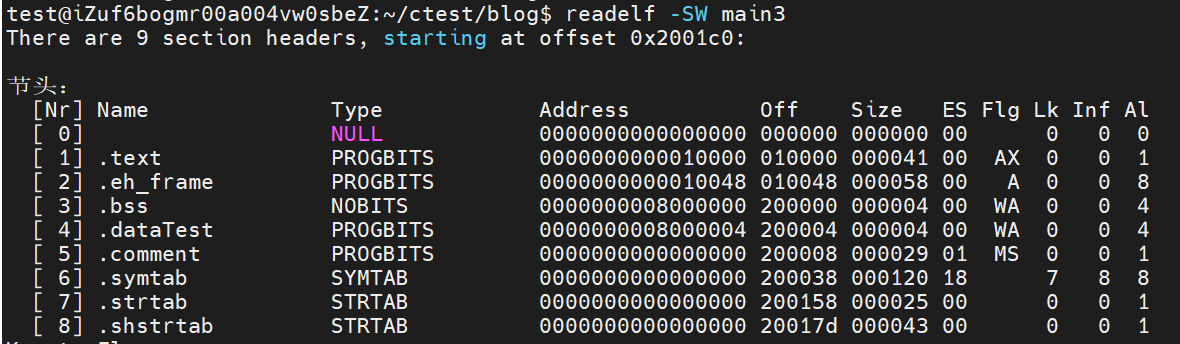 test@iZuf6bogmr00a004vw0sbeZ:~/ctest/blog$ readelf -SW main3
There are 9 section headers, starting at offset 0x2001c0:
节头：
[Nr] Name Type Address Off Size ES Flg Lk Inf Al
[ 0] NULL 0000000000000000 000000 000000 00 0 0 0
[ 1] .text PROGBITS 0000000000010000 010000 000041 00 AX 0 0 1
[ 2] .eh_frame PROGBITS 0000000000010048 010048 000058 00 A 0 0 8
[ 3] .bss NOBITS 0000000008000000 200000 000004 00 WA 0 0 4
[ 4] .dataTest PROGBITS 0000000008000004 200004 000004 00 WA 0 0 4
[ 5] .comment PROGBITS 0000000000000000 200008 000029 01 MS 0 0 1
[ 6] .symtab SYMTAB 0000000000000000 200038 000120 18 7 8 8
[ 7] .strtab STRTAB 0000000000000000 200158 000025 00 0 0 1
[ 8] .shstrtab STRTAB 0000000000000000 20017d 000043 00 0 0 1